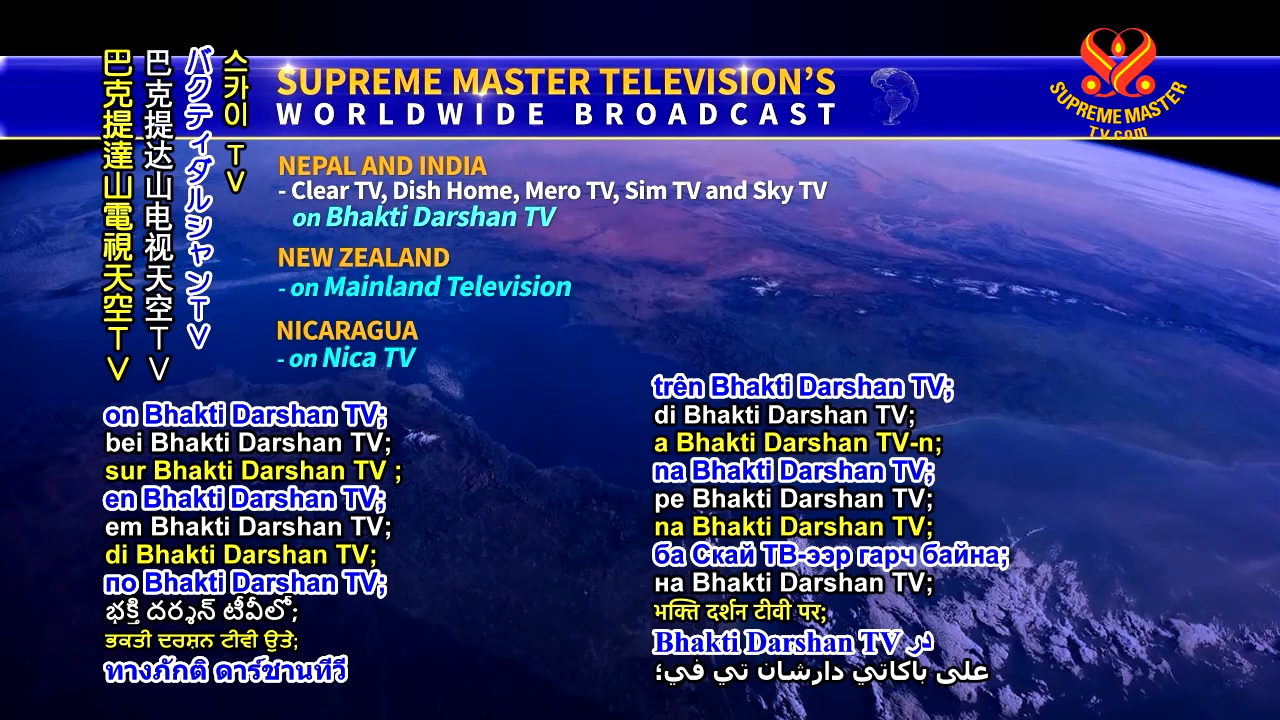 巴克提達山電視天空TV
巴克提达山电视天空TV
バクティダルシャンTV
스카이 TV
SUPREME MASTER TELEVISION'S
WORLDWIDE BROADCAST
SUPREME MASTER
TV.com
NEPAL AND INDIA
- Clear TV, Dish Home, Mero TV, Sim TV and Sky TV
on Bhakti Darshan TV
NEW ZEALAND
- on Mainland Television
NICARAGUA
- on Nica TV
on Bhakti Darshan TV;
bei Bhakti Darshan TV;
sur Bhakti Darshan TV ;
en Bhakti Darshan TV;
em Bhakti Darshan TV;
di Bhakti Darshan TV;
по Bhakti Darshan TV;
భక్తి దర్శన్ టీవీలో;
ਭਕਤੀ ਦਰਸ਼ਨ ਟੀਵੀ ਉਤੇ;
ทางภักติ ดาร์ชานทีวี
trên Bhakti Darshan TV;
di Bhakti Darshan TV;
a Bhakti Darshan TV-n;
na Bhakti Darshan TV;
pe Bhakti Darshan TV;
na Bhakti Darshan TV;
ба Скай ТВ-ээр гарч байна;
на Bhakti Darshan TV;
भक्ति दर्शन टीवी पर;
در Bhakti Darshan TV
على باكاتي دارشان تي في؛